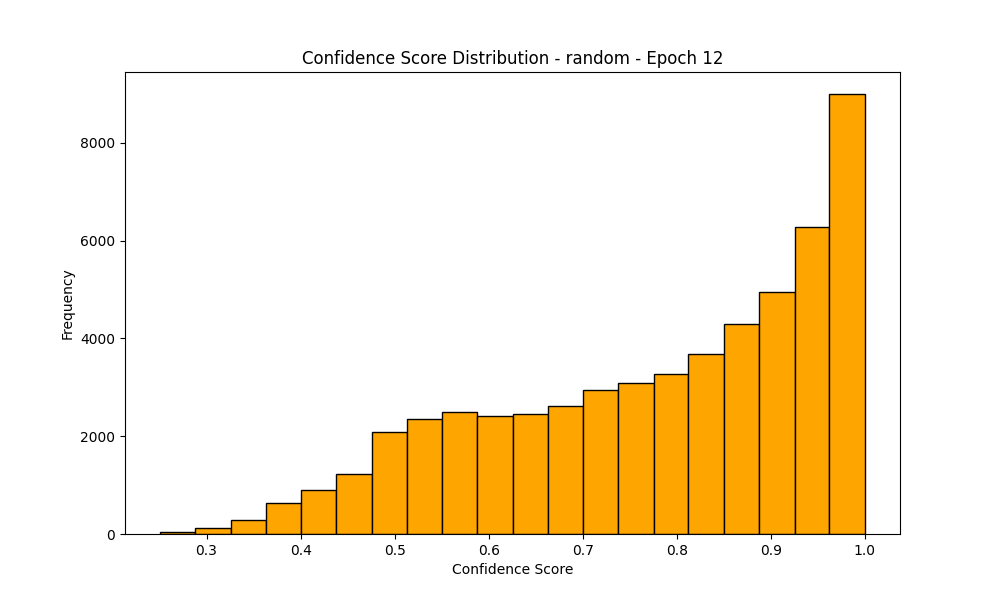 Confidence Score Distribution - random - Epoch 12
8000
6000
4000
2000
0
Frequency
0.3 0.4 0.5 0.6 0.7 0.8 0.9 1.0
Confidence Score